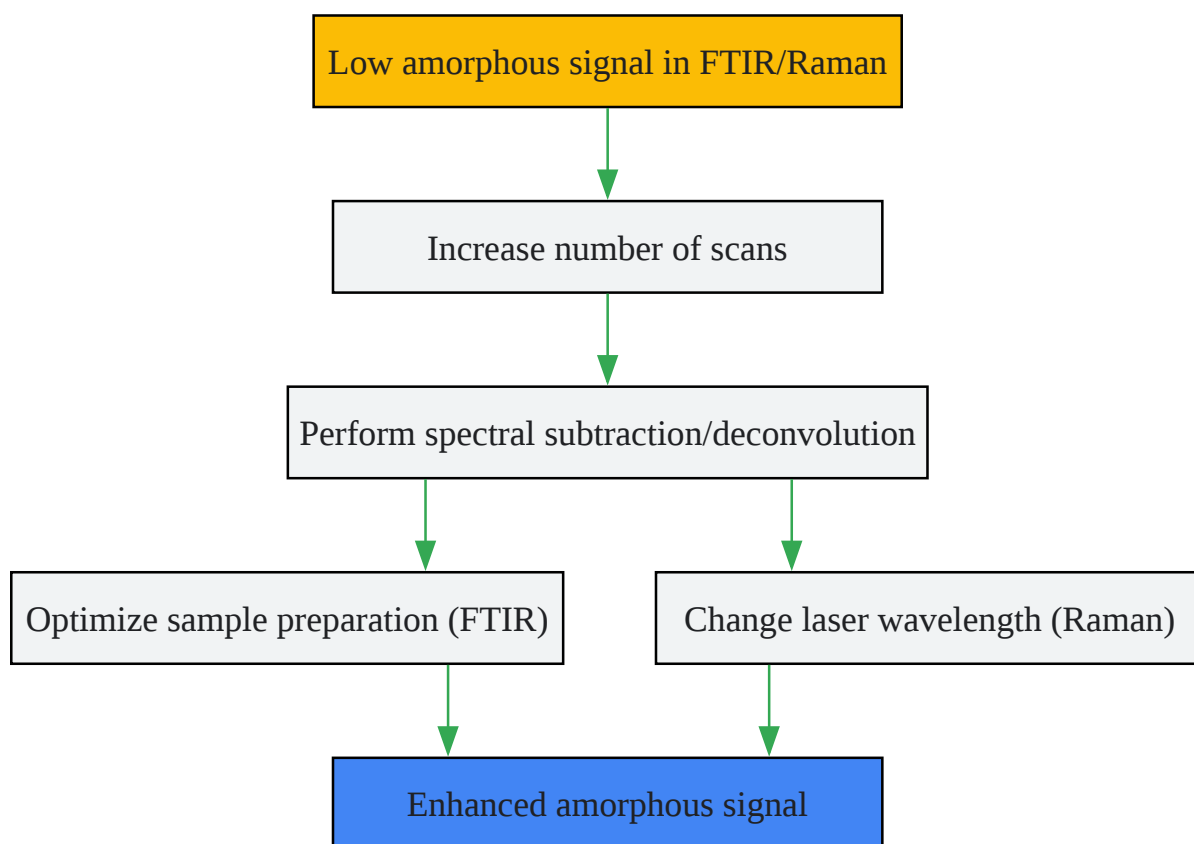 Low amorphous signal in FTIR/Raman
Increase number of scans
Perform spectral subtraction/deconvolution
Optimize sample preparation (FTIR)
Change laser wavelength (Raman)
Enhanced amorphous signal